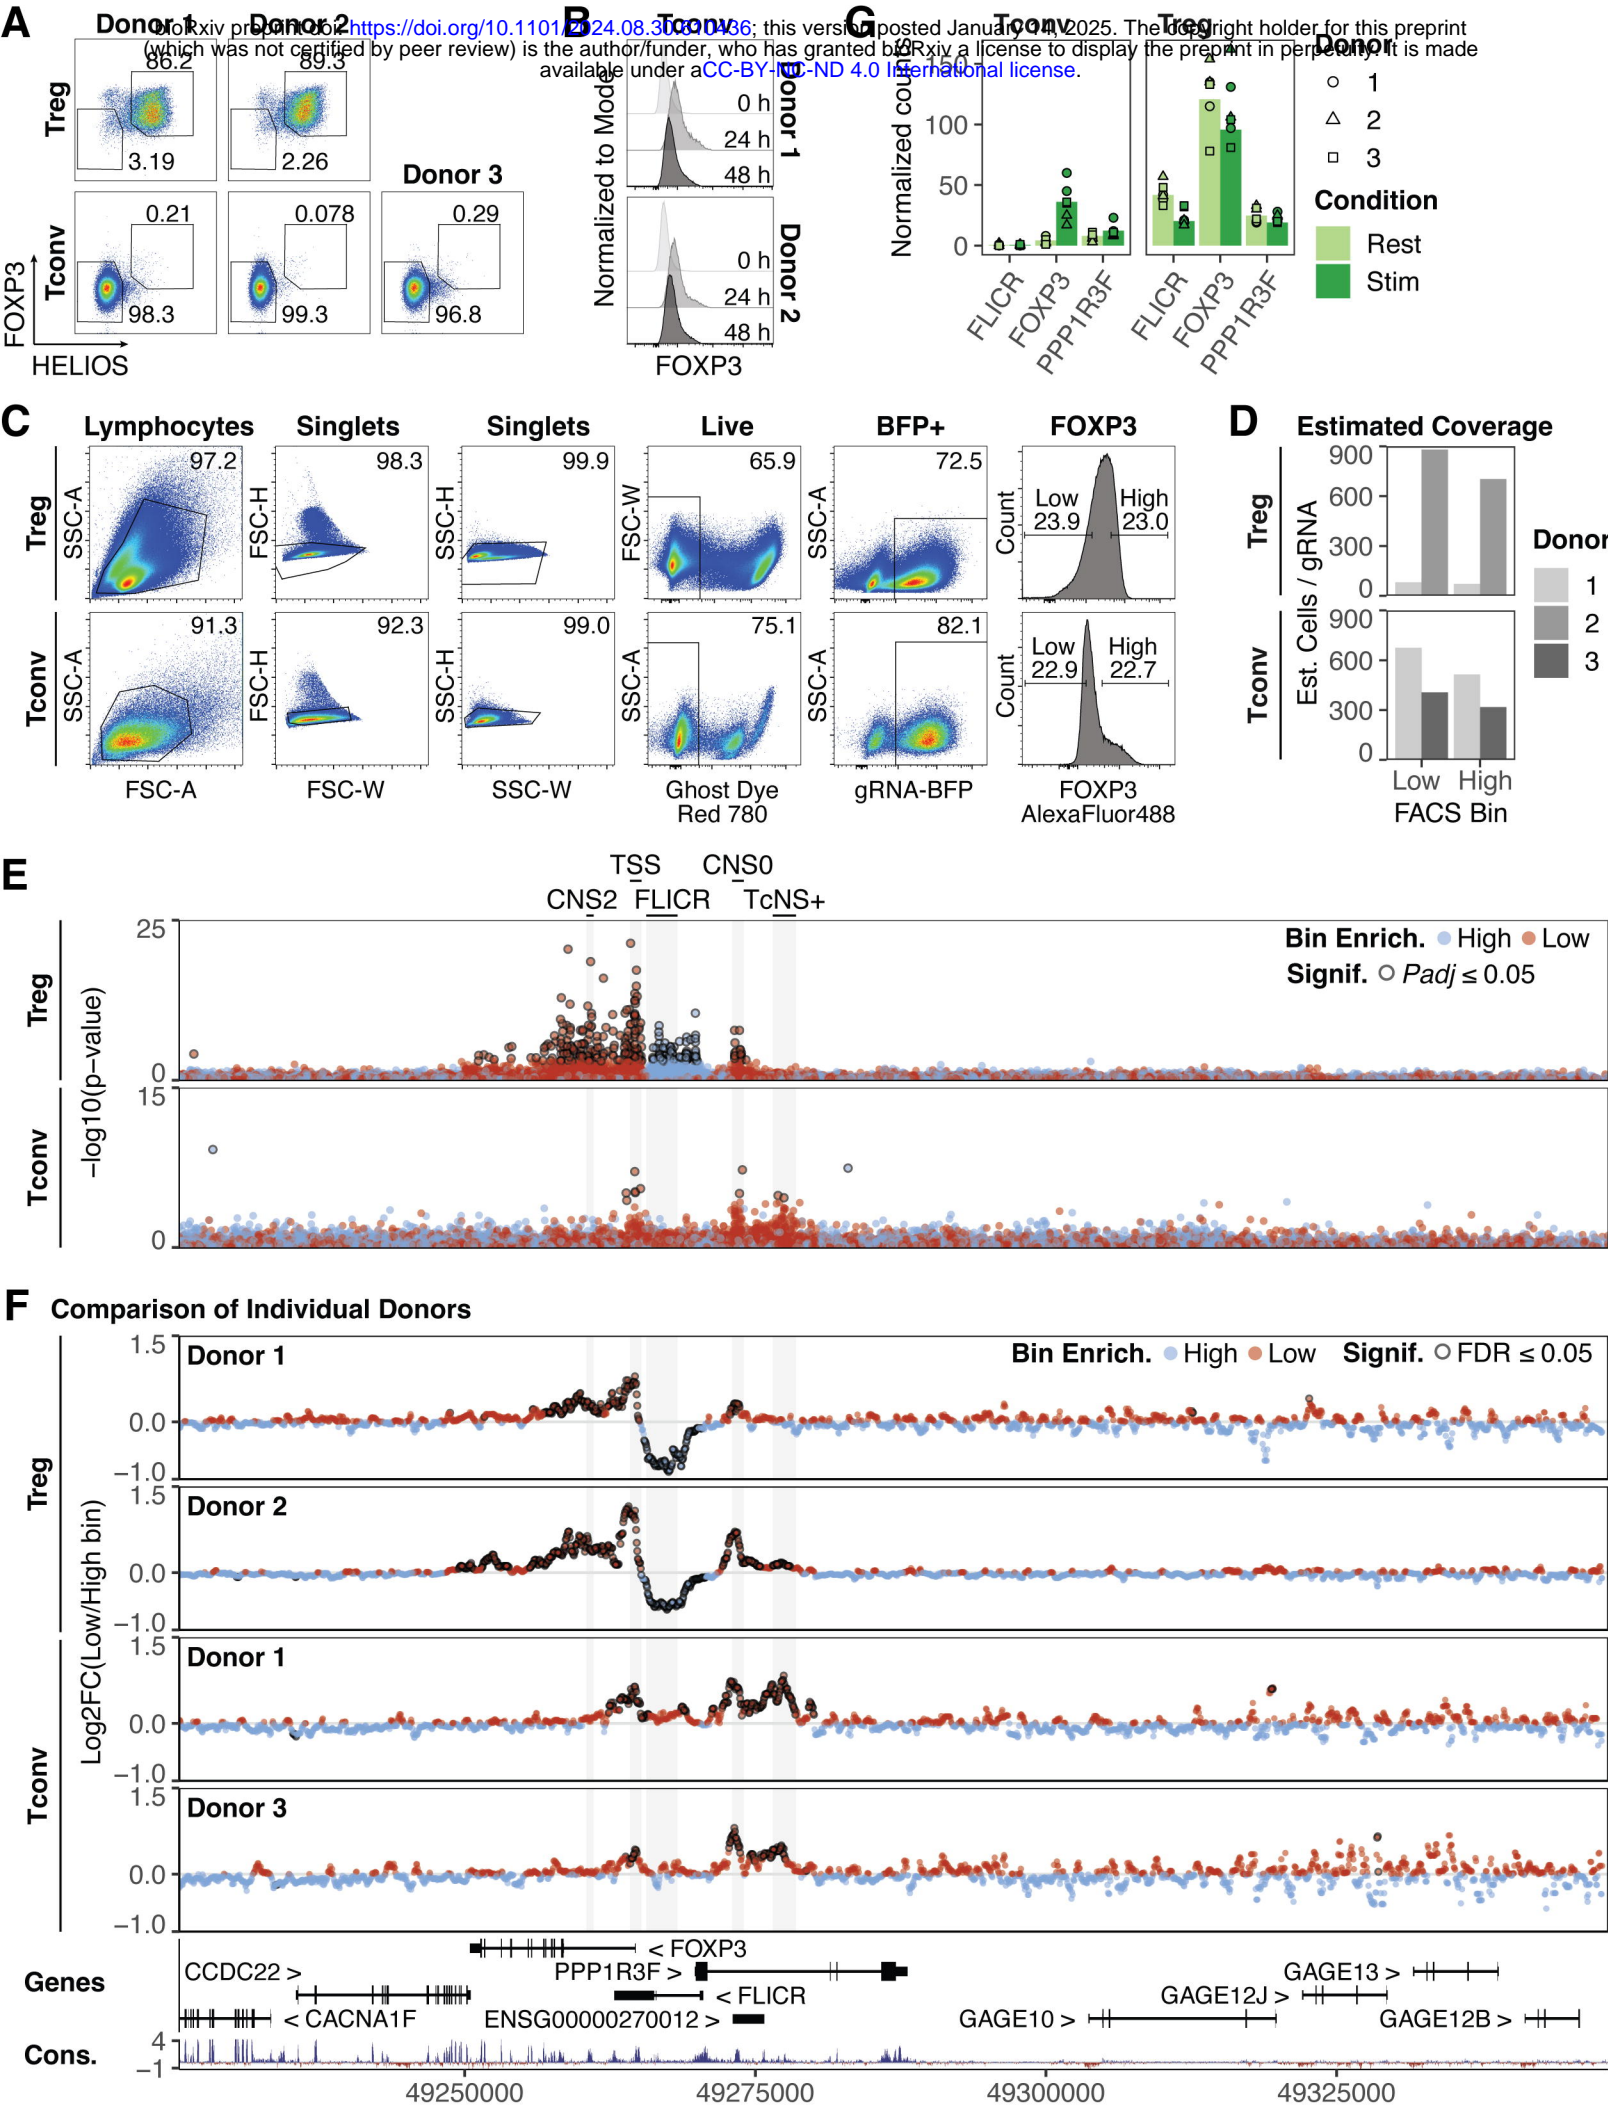 bioRxiv preprint doi: https://doi.org/10.1101/2024.08.30.610436; this version posted January 14, 2025. The copyright holder for this preprint
(which was not certified by peer review) is the author/funder, who has granted bioRxiv a license to display the preprint in perpetuity. It is made
available under aCC-BY-NC-ND 4.0 International license.
A
Donor 1
Donor 2
Treg
86.2
3.19
89.3
2.26
Donor 3
Tconv
0.21
98.3
0.078
99.3
0.29
96.8
FOXP3
HELIOS
B
Tconv
Normalized to Mode
0 h
24 h
48 h
Donor 1
0 h
24 h
48 h
Donor 2
FOXP3
G
Tconv
Treg
Normalized counts
150
100
50
0
FLICR
FOXP3
PPP1R3F
FLICR
FOXP3
PPP1R3F
Donor
1
2
3
Condition
Rest
Stim
C
Lymphocytes
Singlets
Singlets
Live
BFP+
FOXP3
Treg
SSC-A
97.2
FSC-H
98.3
SSC-H
99.9
FSC-W
65.9
SSC-A
72.5
Count
Low
23.9
High
23.0
Tconv
SSC-A
91.3
FSC-H
92.3
SSC-H
99.0
SSC-A
75.1
SSC-A
82.1
Count
Low
22.9
High
22.7
FSC-A
FSC-W
SSC-W
Ghost Dye
Red 780
gRNA-BFP
FOXP3
AlexaFluor488
D
Estimated Coverage
Treg
Tconv
Est. Cells / gRNA
900
600
300
0
900
600
300
0
Low
High
FACS Bin
Donor
1
2
3
E
TSS
CNS0
CNS2
FLICR
TcNS+
Treg
Tconv
−log10(p−value)
25
0
15
0
Bin Enrich. High Low
Signif. Padj ≤ 0.05
F
Comparison of Individual Donors
Treg
Tconv
Log2FC(Low/High bin)
Bin Enrich. High Low Signif. FDR ≤ 0.05
1.5
Donor 1
0.0
−1.0
1.5
Donor 2
0.0
−1.0
1.5
Donor 1
0.0
−1.0
1.5
Donor 3
0.0
−1.0
Genes
< FOXP3
CCDC22 >
PPP1R3F >
GAGE13 >
< FLICR
GAGE12J >
< CACNA1F
ENSG00000270012 >
GAGE10 >
GAGE12B >
Cons.
4
−1
49250000
49275000
49300000
49325000